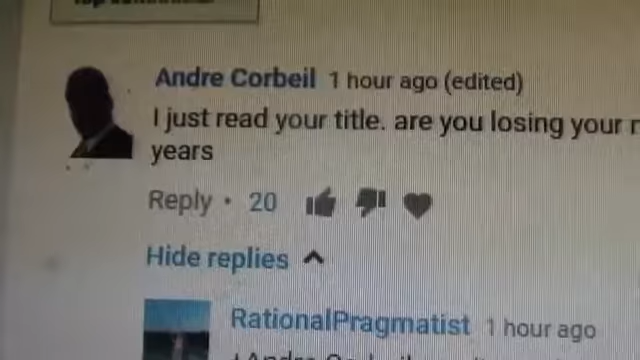 Andre Corbeil 1 hour ago (edited)
I just read your title. are you losing your
years
Reply • 20
Hide replies
RationalPragmatist 1 hour ago